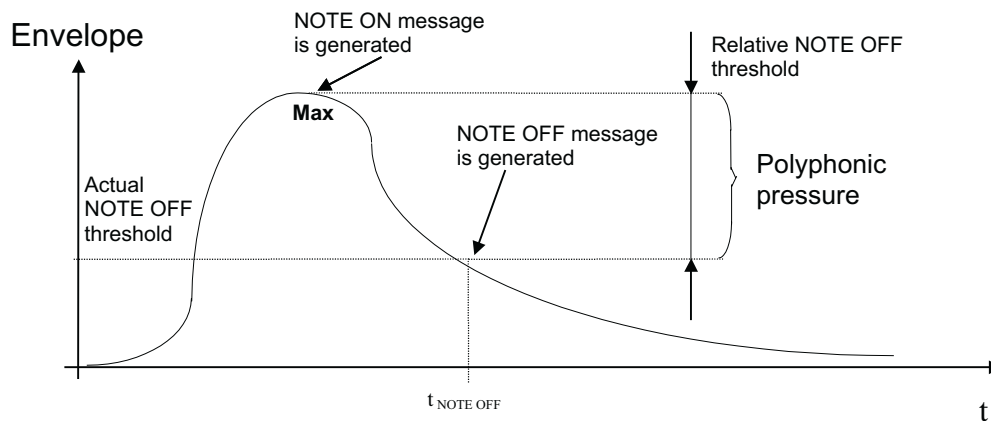 NOTE ON message
is generated
Envelope
Relative NOTE OFF
threshold
Max
NOTE OFF message
is generated
Polyphonic
pressure
Actual
NOTE OFF
threshold
t NOTE OFF
t